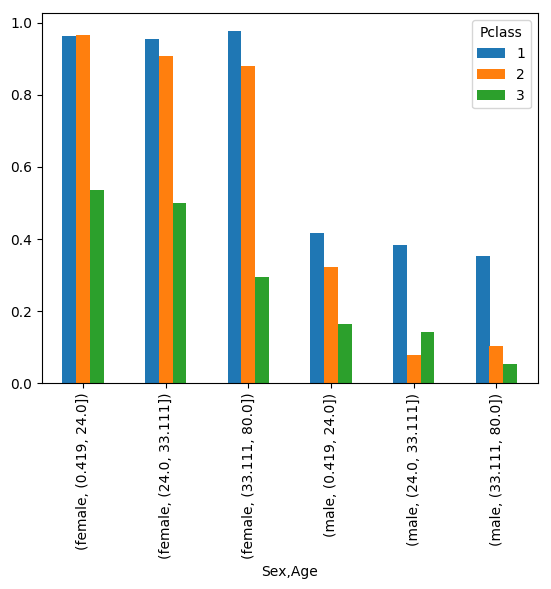 1.0
0.8
0.6
0.4
0.2
0.0
Pclass
1
2
3
(female, (0.419, 24.0])
(female, (24.0, 33.111])
(female, (33.111, 80.0])
(male, (0.419, 24.0])
(male, (24.0, 33.111])
(male, (33.111, 80.0])
Sex,Age